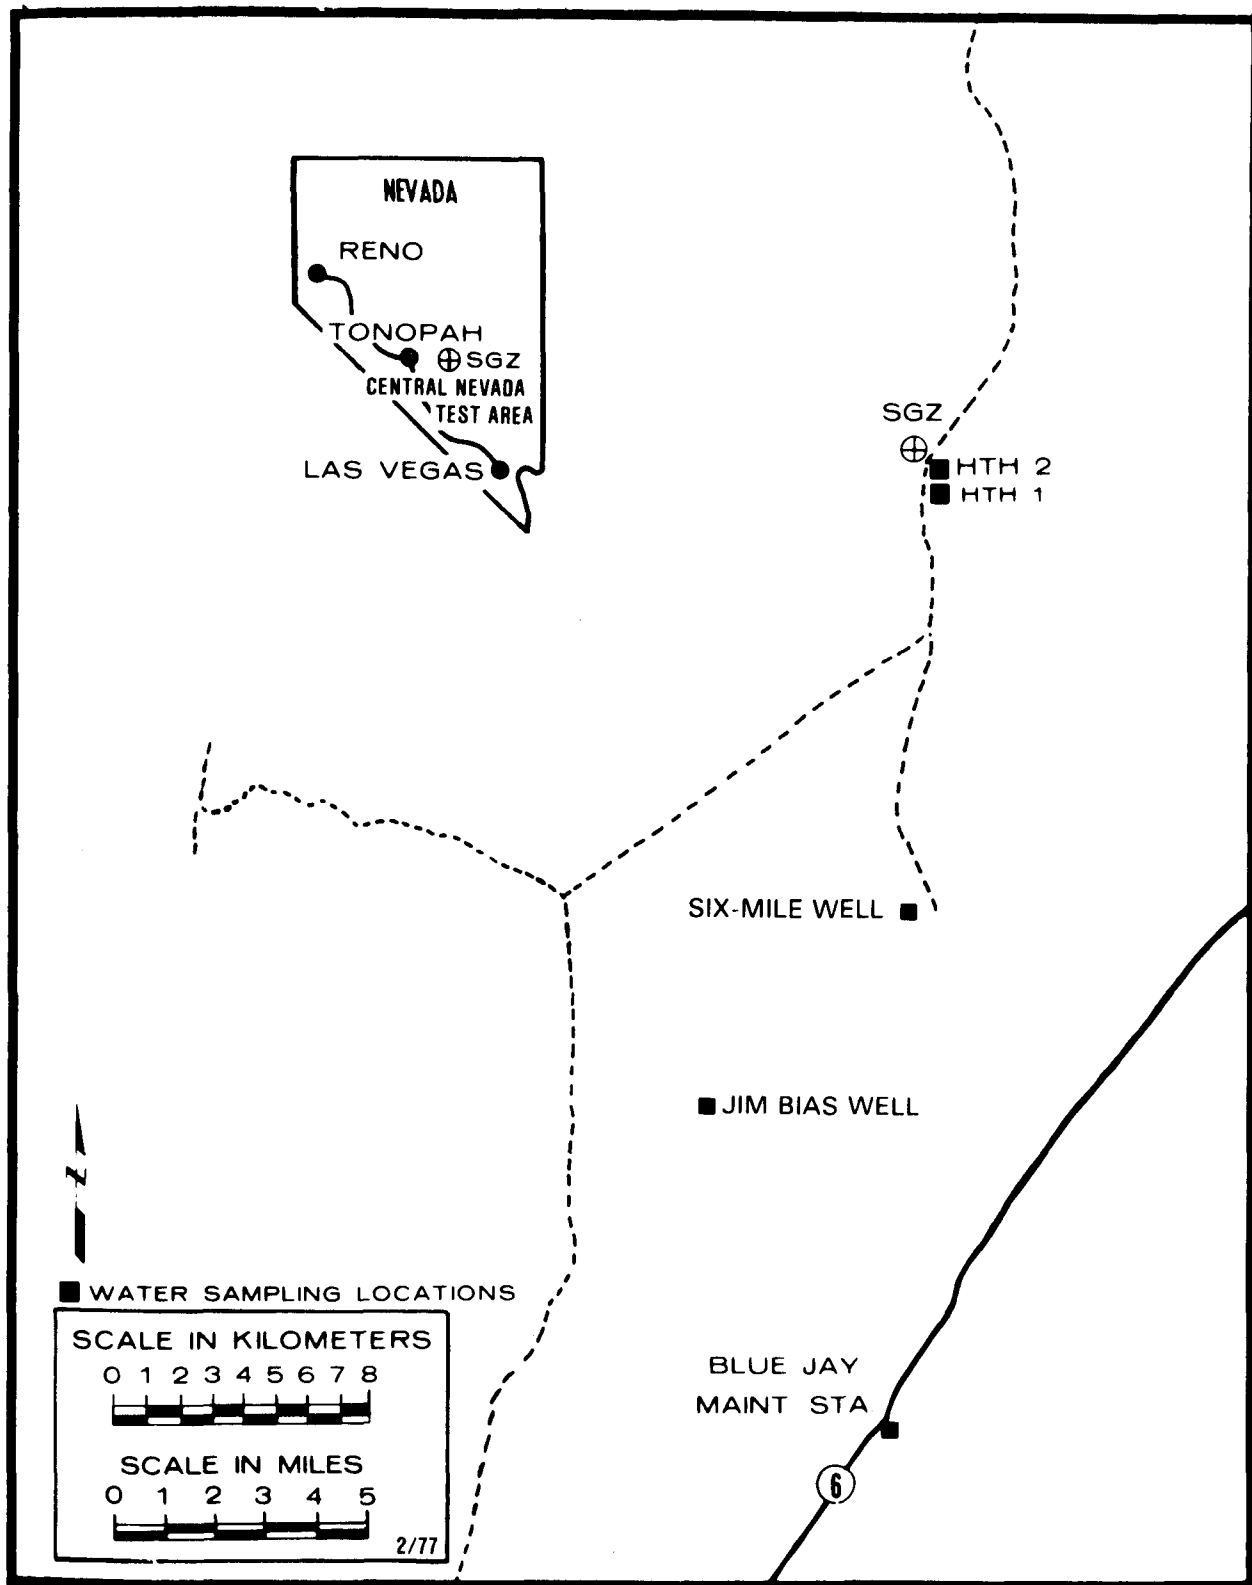 NEVADA
RENO
TONOPAH
SGZ
CENTRAL NEVADA
TEST AREA
LAS VEGAS
SGZ
HTH 2
HTH 1
SIX-MILE WELL
JIM BIAS WELL
N
WATER SAMPLING LOCATIONS
SCALE IN KILOMETERS
0 1 2 3 4 5 6 7 8
SCALE IN MILES
0 1 2 3 4 5
2/77
BLUE JAY
MAINT STA
6